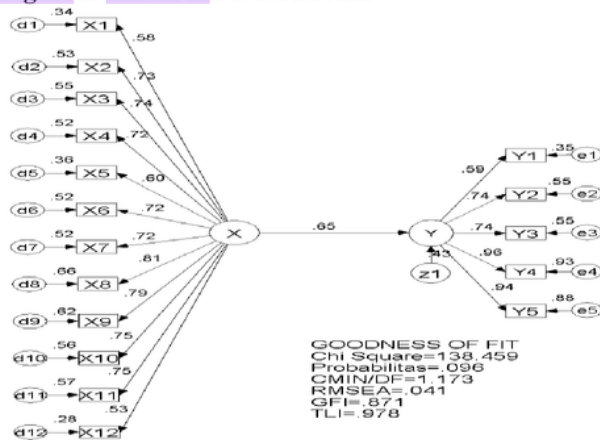 d1 .34 X1
.58
d2 .53 X2
.73
d3 .55 X3
.74
d4 .52 X4
.72
d5 .36 X5
.60
d6 .52 X6
.72
d7 .52 X7
.72
d8 .66 X8
.81
d9 .62 X9
.79
d10 .56 X10
.75
d11 .57 X11
.75
d12 .28 X12
.53
X
.65
Y
.43
z1
.59
Y1 .35 e1
.74
Y2 .55 e2
.74
Y3 .55 e3
.96
Y4 .93 e4
.94
Y5 .88 e5
GOODNESS OF FIT
Chi Square=138.459
Probabilitas=.096
CMIN/DF=1.173
RMSEA=.041
GFI=.871
TLI=.978